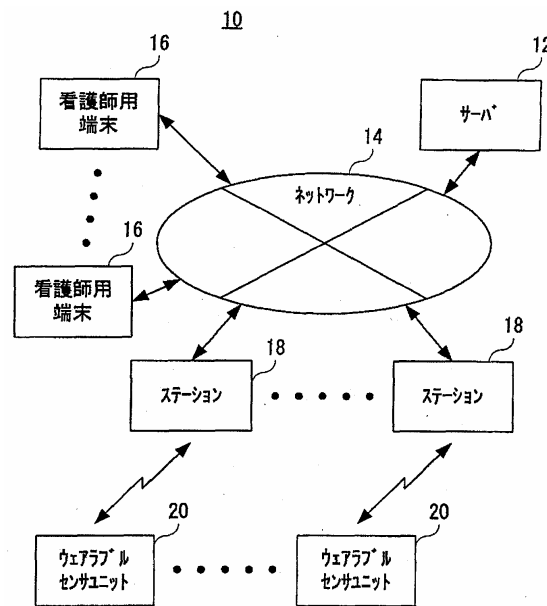 10
16
看護師用
端末
12
サーバ
14
ネットワーク
16
看護師用
端末
18
ステーション
18
ステーション
20
ウェアラブル
センサユニット
20
ウェアラブル
センサユニット